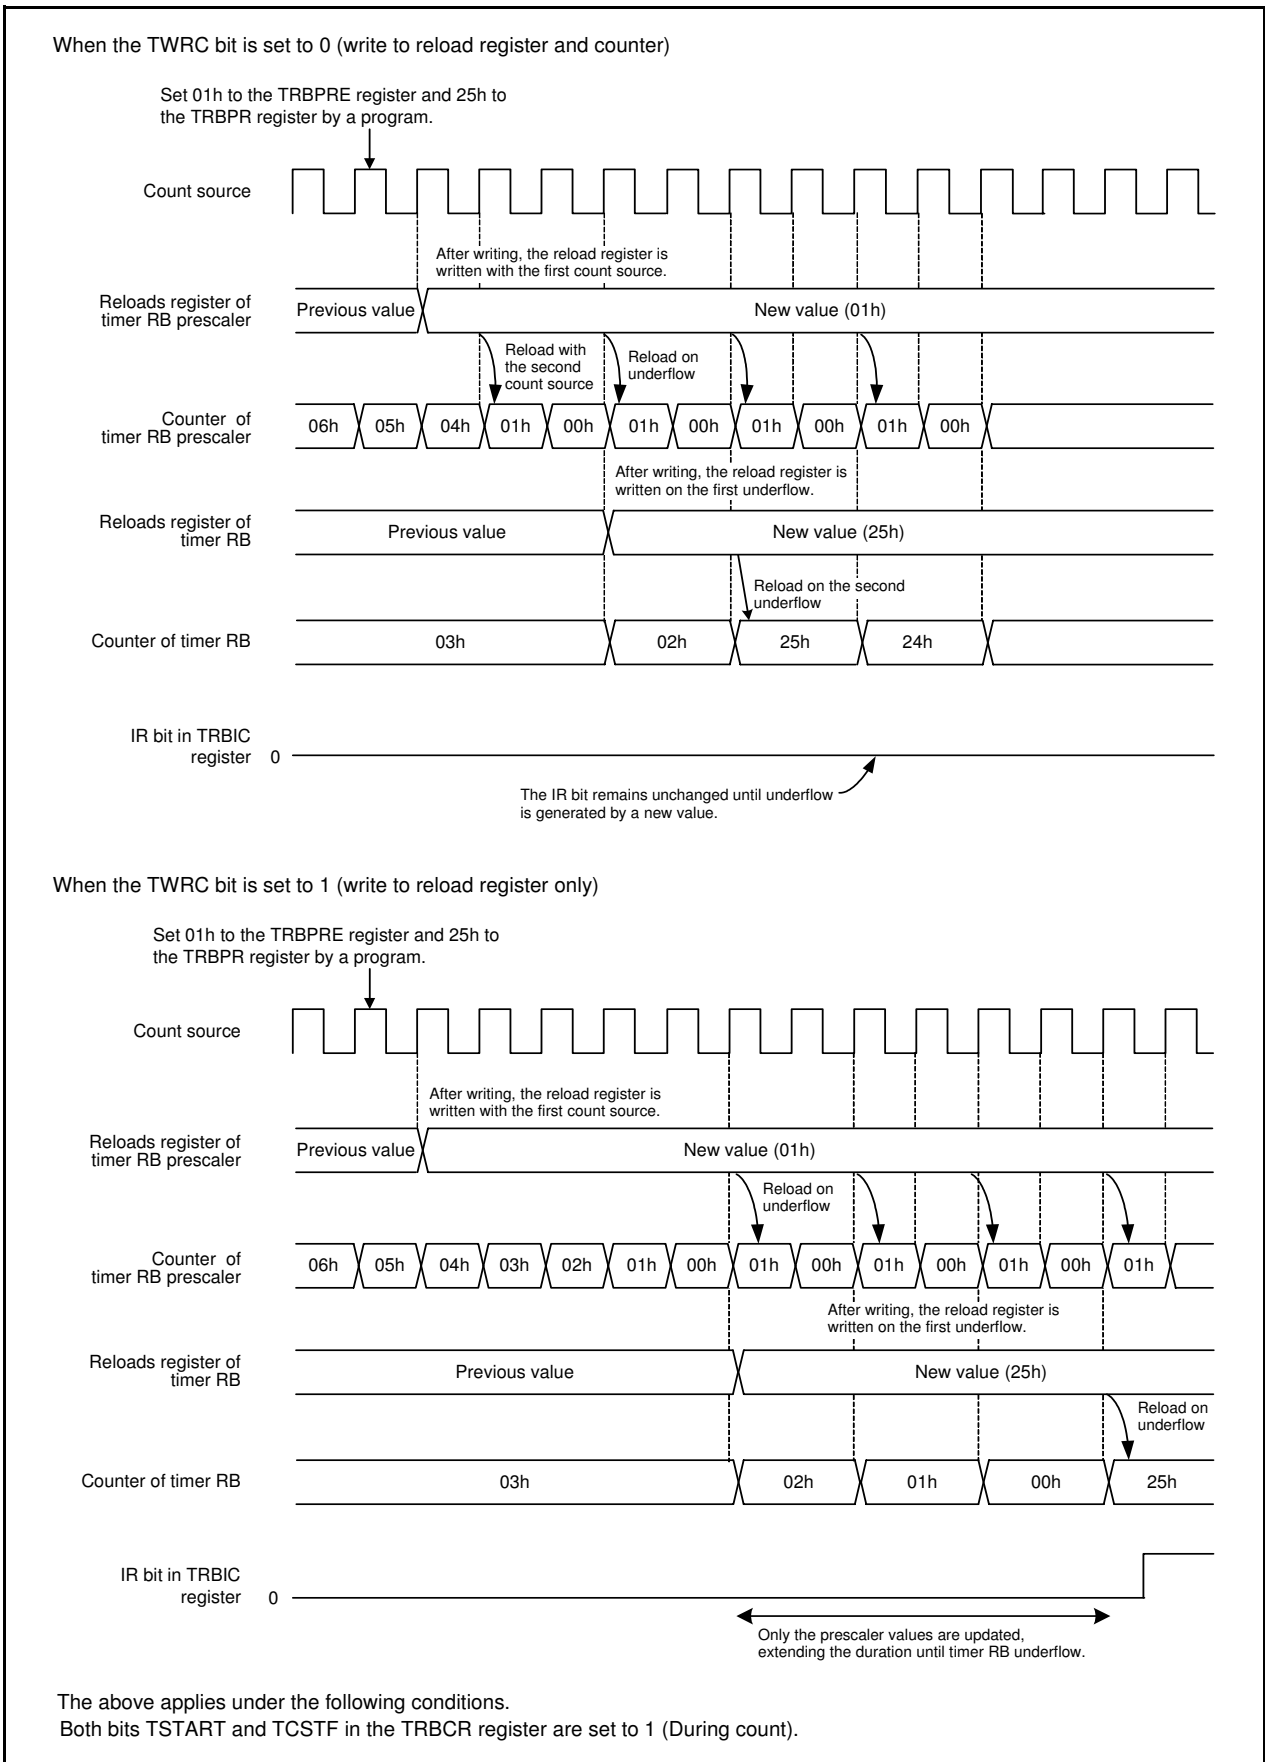 When the TWRC bit is set to 0 (write to reload register and counter)
Set 01h to the TRBPRE register and 25h to
the TRBPR register by a program.
Count source
After writing, the reload register is
written with the first count source.
Reloads register of
timer RB prescaler
Previous value
New value (01h)
Reload with
the second
count source
Reload on
underflow
Counter of
timer RB prescaler
06h 05h 04h 01h 00h 01h 00h 01h 00h 01h 00h
After writing, the reload register is
written on the first underflow.
Reloads register of
timer RB
Previous value
New value (25h)
Reload on the second
underflow
Counter of timer RB
03h 02h 25h 24h
IR bit in TRBIC
register
0
The IR bit remains unchanged until underflow
is generated by a new value.
When the TWRC bit is set to 1 (write to reload register only)
Set 01h to the TRBPRE register and 25h to
the TRBPR register by a program.
Count source
After writing, the reload register is
written with the first count source.
Reloads register of
timer RB prescaler
Previous value
New value (01h)
Reload on
underflow
Counter of
timer RB prescaler
06h 05h 04h 03h 02h 01h 00h 01h 00h 01h 00h 01h 00h 01h
After writing, the reload register is
written on the first underflow.
Reloads register of
timer RB
Previous value
New value (25h)
Reload on
underflow
Counter of timer RB
03h 02h 01h 00h 25h
IR bit in TRBIC
register
0
Only the prescaler values are updated,
extending the duration until timer RB underflow.
The above applies under the following conditions.
Both bits TSTART and TCSTF in the TRBCR register are set to 1 (During count).